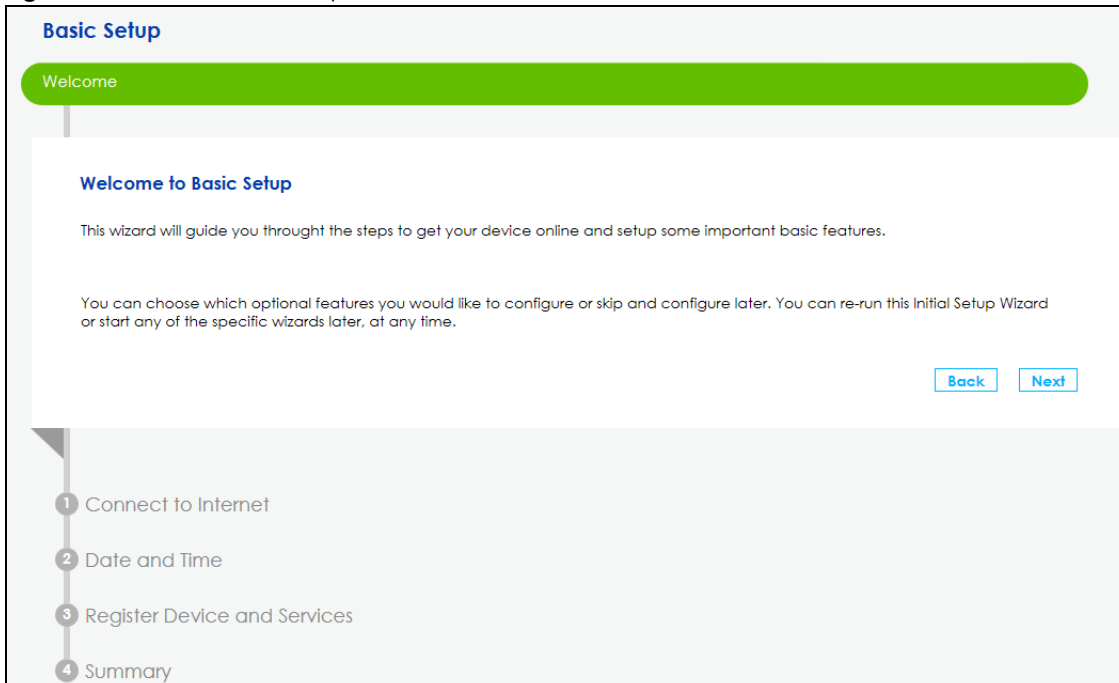 Basic Setup
Welcome
Welcome to Basic Setup
This wizard will guide you throught the steps to get your device online and setup some important basic features.
You can choose which optional features you would like to configure or skip and configure later. You can re-run this Initial Setup Wizard
or start any of the specific wizards later, at any time.
Back Next
1 Connect to Internet
2 Date and Time
3 Register Device and Services
4 Summary